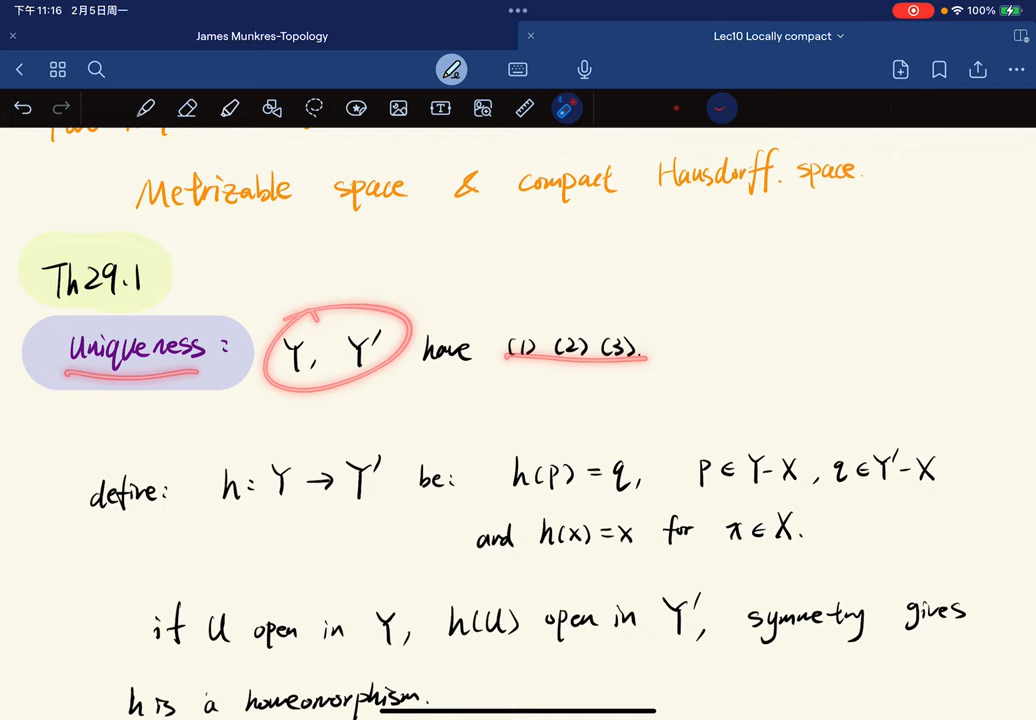 下午11:16 2月5日周一
100%
James Munkres-Topology
Lec10 Locally compact
Metrizable space & compact Hausdorff. space.
Th29.1
Uniqueness: Y, Y' have (1) (2) (3).
define: h: Y → Y' be: h(p) = q, p ∈ Y-X, q ∈ Y'-X
and h(x) = x for x ∈ X.
if U open in Y, h(U) open in Y', symmetry gives
h is a homeomorphism.